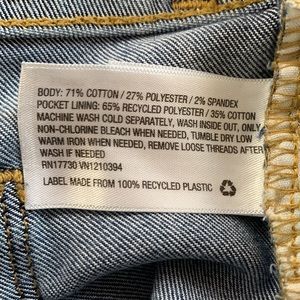 BODY: 71% COTTON / 27% POLYESTER / 2% SPANDEX
POCKET LINING: 65% RECYCLED POLYESTER / 35% COTTON
MACHINE WASH COLD SEPARATELY, WASH INSIDE OUT, ONLY
NON-CHLORINE BLEACH WHEN NEEDED, TUMBLE DRY LOW
WARM IRON WHEN NEEDED, REMOVE LOOSE THREADS AFTER
WASH IF NEEDED
RN17730 VN1210394
LABEL MADE FROM 100% RECYCLED PLASTIC